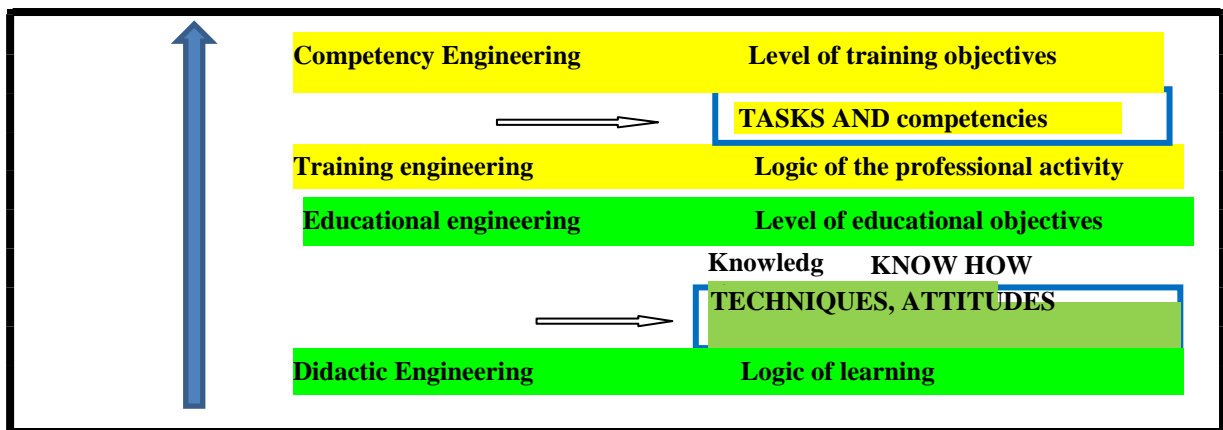 Competency Engineering Level of training objectives
TASKS AND competencies
Training engineering Logic of the professional activity
Educational engineering Level of educational objectives
Knowledg KNOW HOW
TECHNIQUES, ATTITUDES
Didactic Engineering Logic of learning